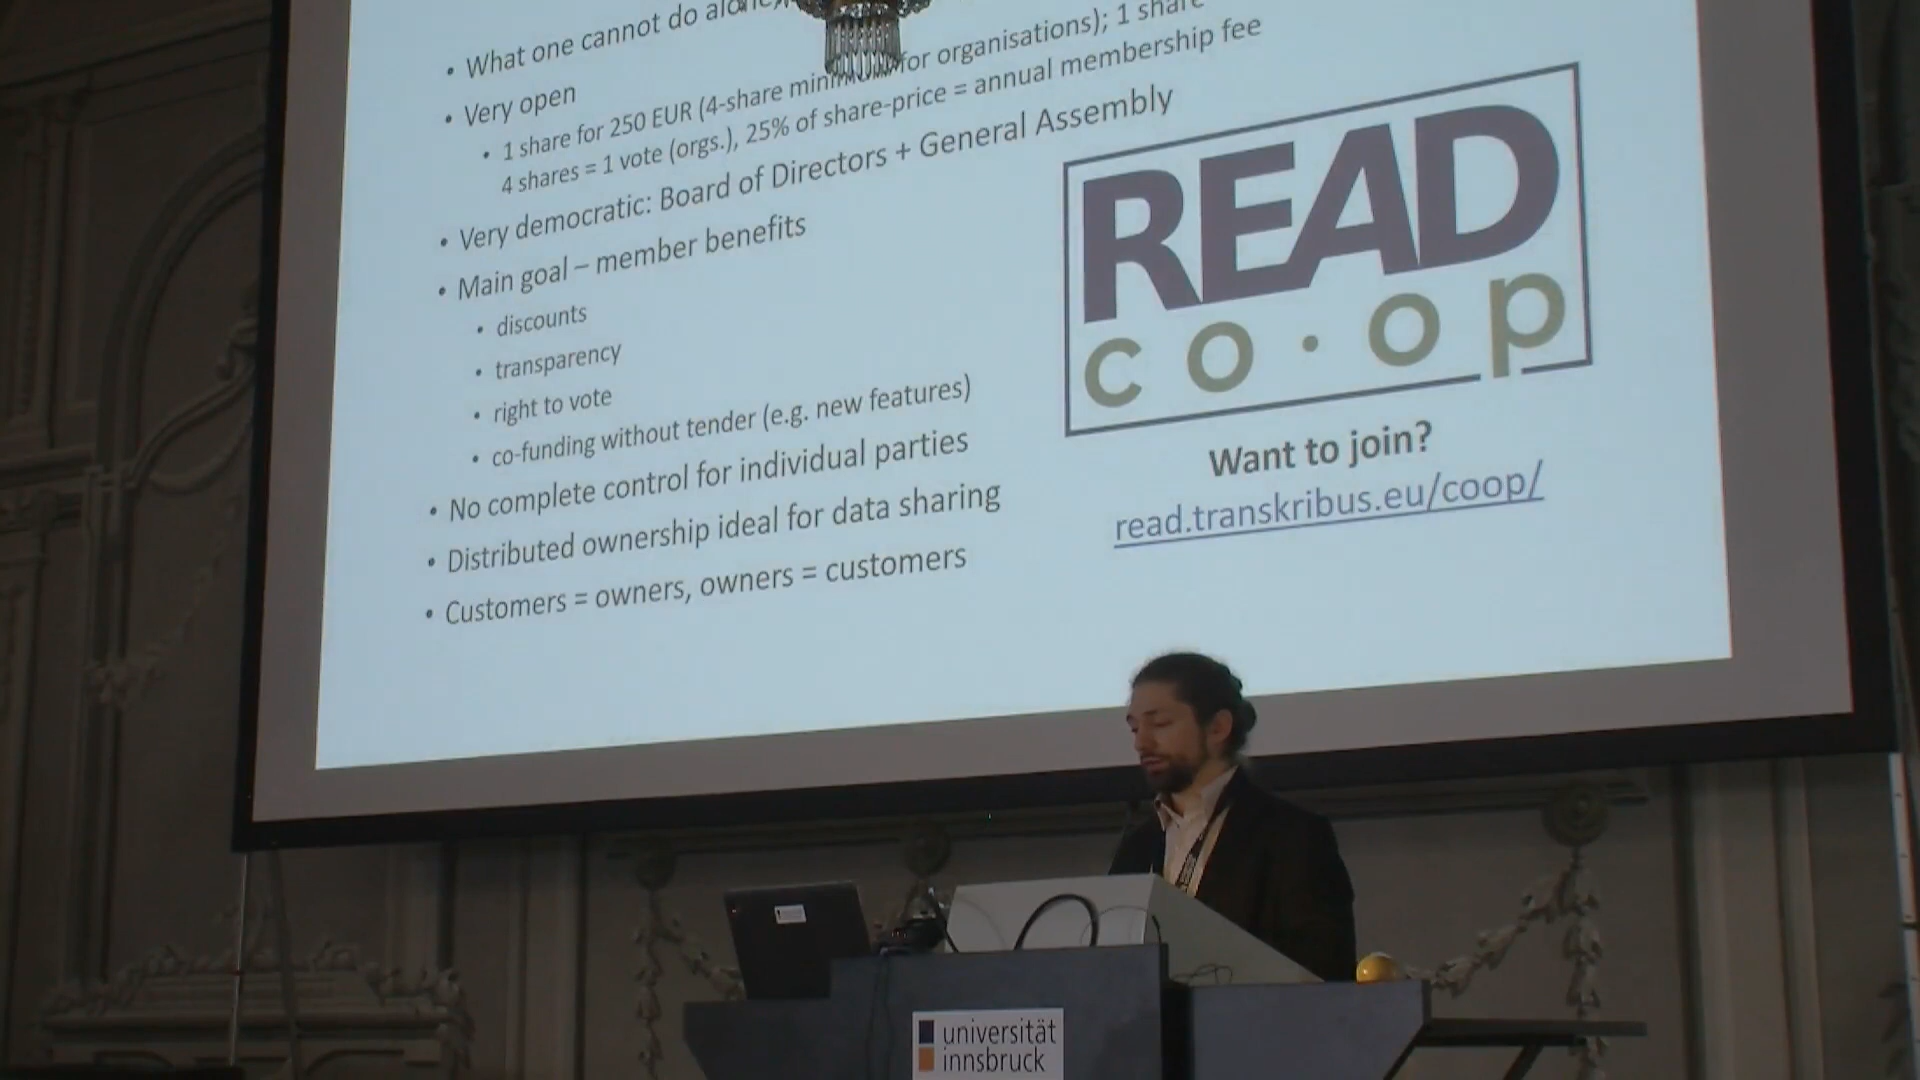 • What one cannot do alone,
• Very open
• 1 share for 250 EUR (4-share minimum for organisations); 1 share
4 shares = 1 vote (orgs.), 25% of share-price = annual membership fee
• Very democratic: Board of Directors + General Assembly
• Main goal – member benefits
• discounts
• transparency
• right to vote
• co-funding without tender (e.g. new features)
• No complete control for individual parties
• Distributed ownership ideal for data sharing
• Customers = owners, owners = customers
READ
co·op
Want to join?
read.transkribus.eu/coop/
universität
innsbruck